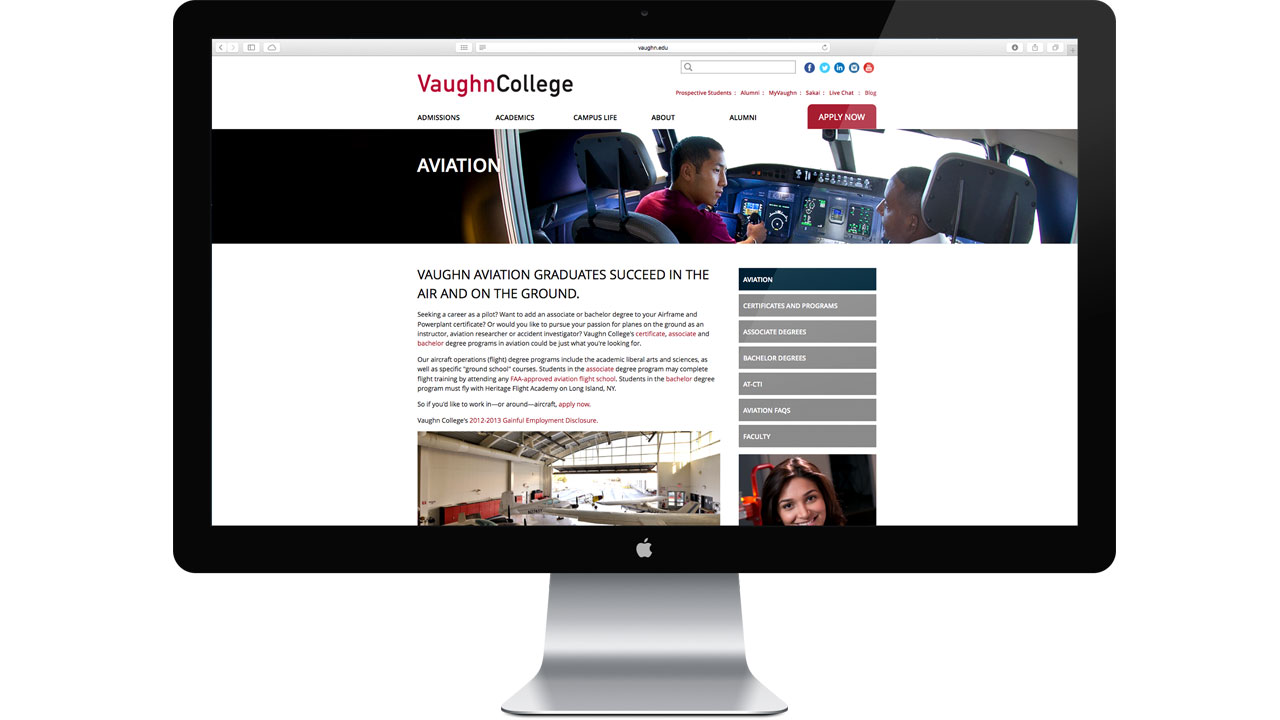 vaughn.edu
VaughnCollege
Prospective Students : Alumni : MyVaughn : Sakai : Live Chat : Blog
ADMISSIONS ACADEMICS CAMPUS LIFE ABOUT ALUMNI APPLY NOW
AVIATION
VAUGHN AVIATION GRADUATES SUCCEED IN THE
AIR AND ON THE GROUND.
Seeking a career as a pilot? Want to add an associate or bachelor degree to your Airframe and
Powerplant certificate? Or would you like to pursue your passion for planes on the ground as an
instructor, aviation researcher or accident investigator? Vaughn College's certificate, associate and
bachelor degree programs in aviation could be just what you're looking for.
Our aircraft operations (flight) degree programs include the academic liberal arts and sciences, as
well as specific "ground school" courses. Students in the associate degree program may complete
flight training by attending any FAA-approved aviation flight school. Students in the bachelor degree
program must fly with Heritage Flight Academy on Long Island, NY.
So if you'd like to work in—or around—aircraft, apply now.
Vaughn College's 2012-2013 Gainful Employment Disclosure.
AVIATION
CERTIFICATES AND PROGRAMS
ASSOCIATE DEGREES
BACHELOR DEGREES
AT-CTI
AVIATION FAQS
FACULTY